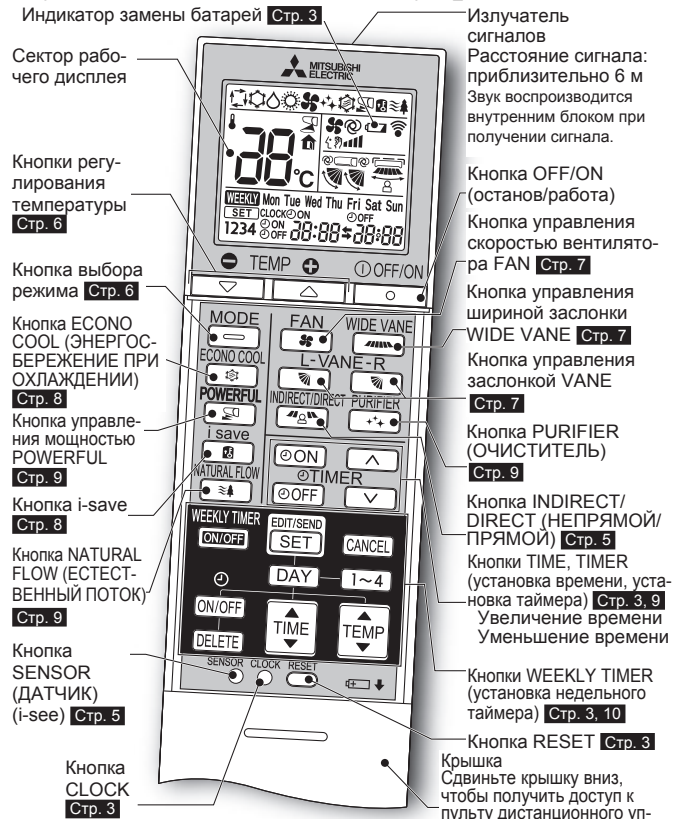 Индикатор замены батарей Стр. 3
Сектор рабо-
чего дисплея
Кнопки регу-
лирования
температуры
Стр. 6
Кнопка выбора
режима Стр. 6
Кнопка ECONO
COOL (ЭНЕРГОС-
БЕРЕЖЕНИЕ ПРИ
ОХЛАЖДЕНИИ)
Стр. 8
Кнопка управле-
ния мощностью
POWERFUL
Стр. 9
Кнопка i-save
Стр. 8
Кнопка NATURAL
FLOW (ЕСТЕСТ-
ВЕННЫЙ ПОТОК)
Стр. 9
Кнопка
SENSOR
(ДАТЧИК)
(i-see) Стр. 5
Кнопка
CLOCK
Стр. 3
MITSUBISHI
ELECTRIC
88°C
WEEKLY Mon Tue Wed Thu Fri Sat Sun
SET CLOCK ON OFF
1234 ON OFF 88:88 88:88
TEMP OFF/ON
MODE FAN WIDE VANE
ECONO COOL L-VANE-R
POWERFUL INDIRECT/DIRECT PURIFIER
i save
ON
TIMER
NATURAL FLOW
OFF
WEEKLY TIMER
EDIT/SEND
ON/OFF SET CANCEL
DAY 1~4
ON/OFF
TIME TEMP
DELETE
SENSOR CLOCK RESET
Излучатель
сигналов
Расстояние сигнала:
приблизительно 6 м
Звук воспроизводится
внутренним блоком при
получении сигнала.
Кнопка OFF/ON
(останов/работа)
Кнопка управления
скоростью вентилято-
ра FAN Стр. 7
Кнопка управления
шириной заслонки
WIDE VANE Стр. 7
Кнопка управления
заслонкой VANE
Стр. 7
Кнопка PURIFIER
(ОЧИСТИТЕЛЬ)
Стр. 9
Кнопка INDIRECT/
DIRECT (НЕПРЯМОЙ/
ПРЯМОЙ) Стр. 5
Кнопки TIME, TIMER
(установка времени, уста-
новка таймера) Стр. 3, 9
Увеличение времени
Уменьшение времени
Кнопки WEEKLY TIMER
(установка недельного
таймера) Стр. 3, 10
Кнопка RESET Стр. 3
Крышка
Сдвиньте крышку вниз,
чтобы получить доступ к
пульту дистанционного уп-